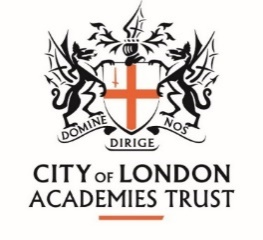 DOMINE DIRIGE NOS
CITY OF LONDON
ACADEMIES TRUST